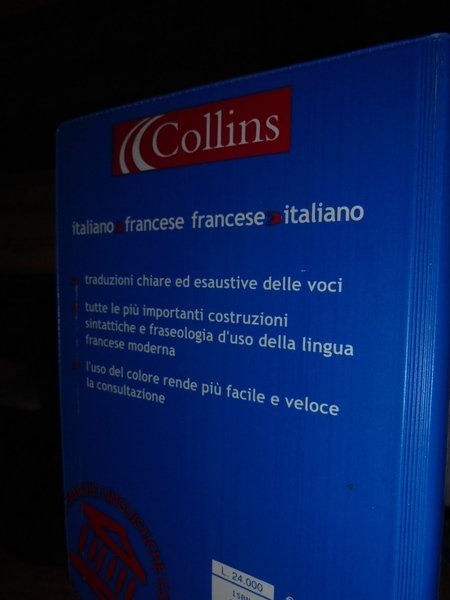 Collins
italiano francese francese italiano
traduzioni chiare ed esaustive delle voci
tutte le più importanti costruzioni
sintattiche e fraseologia d'uso della lingua
francese moderna
l'uso del colore rende più facile e veloce
la consultazione
L. 24.000
ISBN